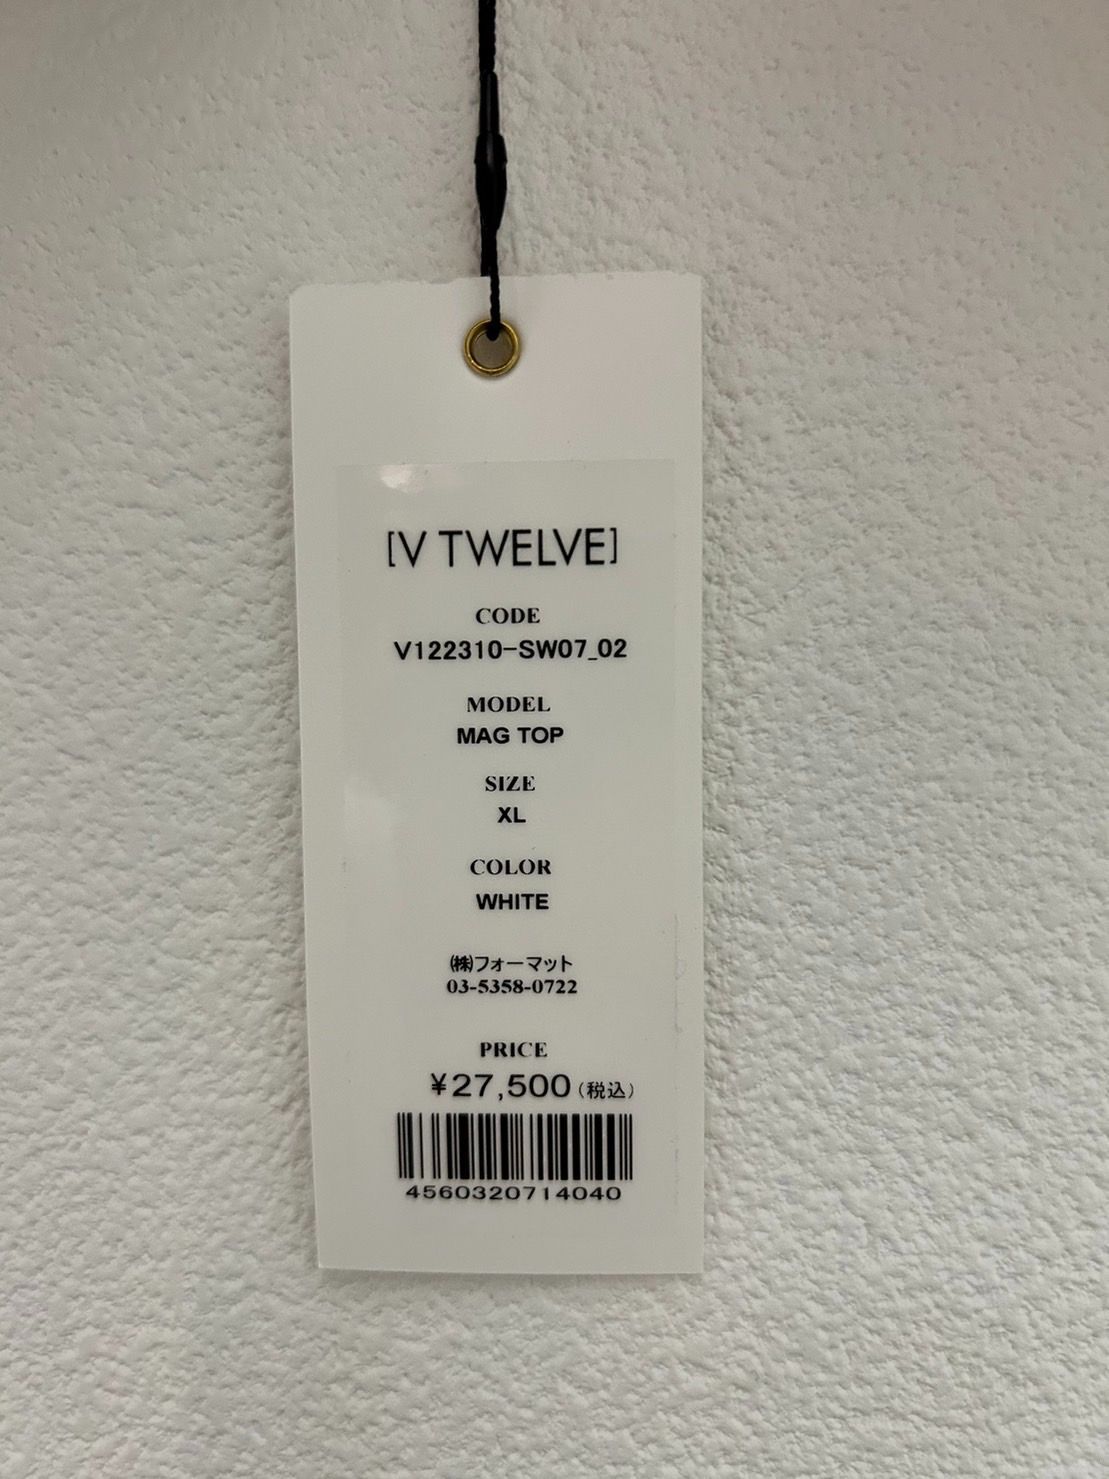 [V TWELVE]
CODE
V122310-SW07_02
MODEL
MAG TOP
SIZE
XL
COLOR
WHITE
㈱フォーマット
03-5358-0722
PRICE
¥27,500(税込)
4560320714040